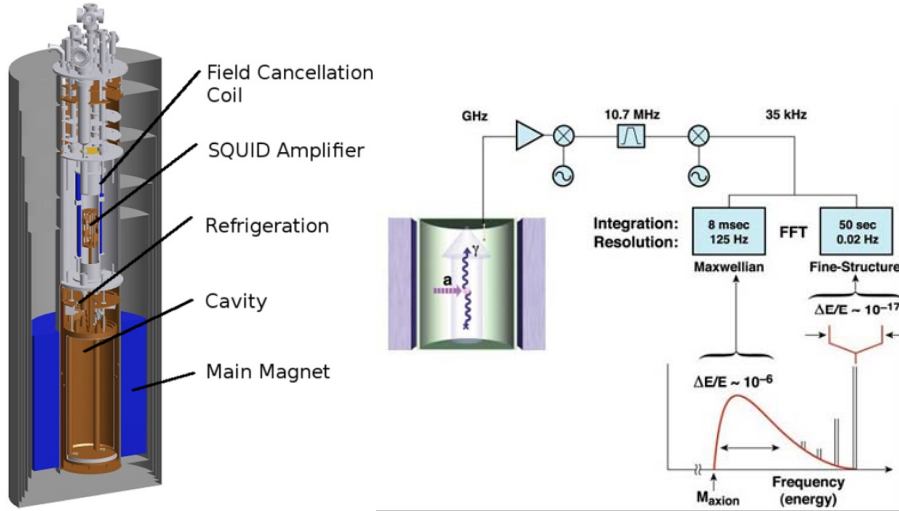 Field Cancellation
Coil
SQUID Amplifier
Refrigeration
Cavity
Main Magnet
GHz
10.7 MHz
35 kHz
a
γ
Integration:
Resolution:
8 msec
125 Hz
FFT
50 sec
0.02 Hz
Maxwellian
Fine-Structure
ΔE/E ~ 10⁻¹⁷
ΔE/E ~ 10⁻⁶
Maxion
Frequency
(energy)